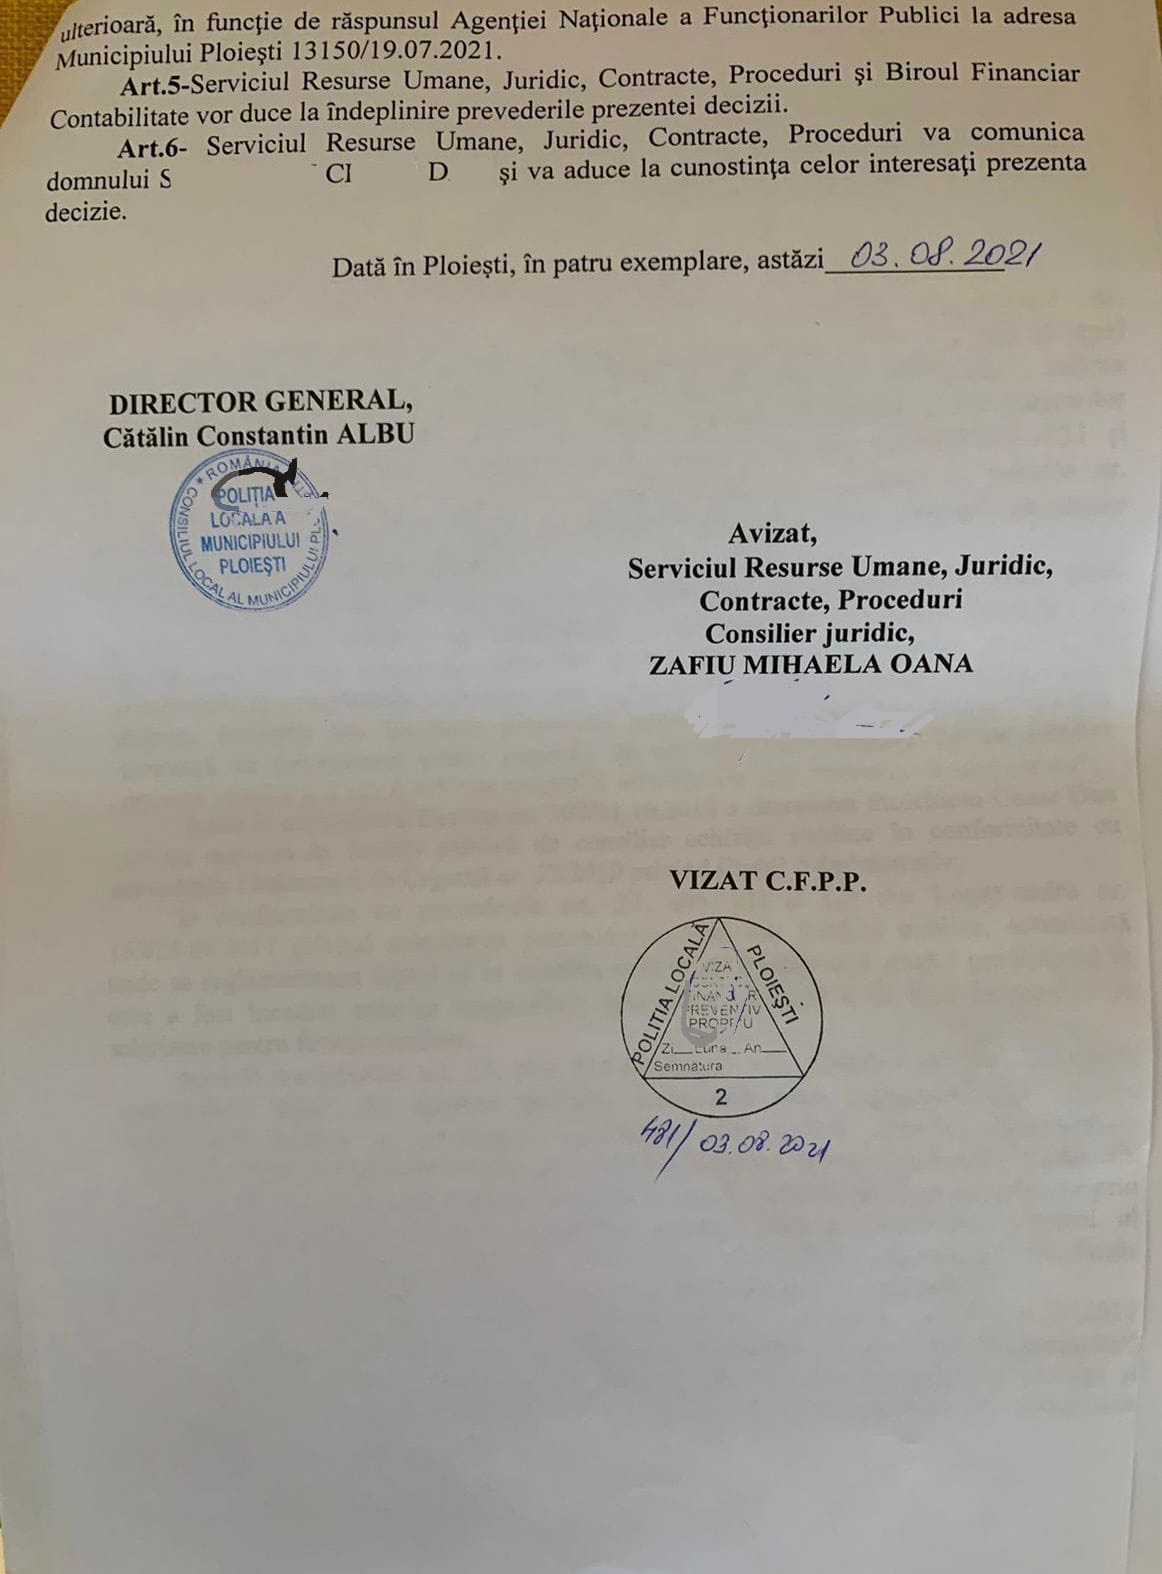 ulterioară, în funcţie de răspunsul Agenţiei Naţionale a Funcţionarilor Publici la adresa
Municipiului Ploieşti 13150/19.07.2021.
Art.5-Serviciul Resurse Umane, Juridic, Contracte, Proceduri şi Biroul Financiar
Contabilitate vor duce la îndeplinire prevederile prezentei decizii.
Art.6- Serviciul Resurse Umane, Juridic, Contracte, Proceduri va comunica
domnului S CI D şi va aduce la cunostinţa celor interesaţi prezenta
decizie.
Dată în Ploieşti, în patru exemplare, astăzi 03.08.2021
DIRECTOR GENERAL,
Cătălin Constantin ALBU
* ROMÂNIA
CONSILIUL LOCAL AL MUNICIPIULUI
POLIŢIA
LOCALA A
MUNICIPIULUI
PLOIEŞTI
Avizat,
Serviciul Resurse Umane, Juridic,
Contracte, Proceduri
Consilier juridic,
ZAFIU MIHAELA OANA
VIZAT C.F.P.P.
POLIŢIA LOCALĂ PLOIEŞTI
VIZA
PROPRIU
Zi__Luna__An__
Semnatura
2
481/03.08.2021